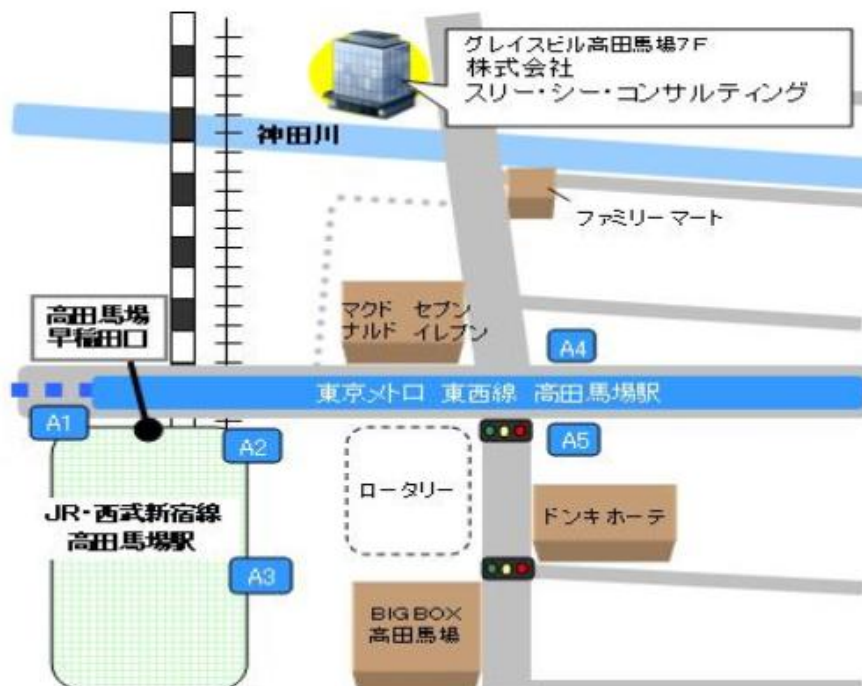 グレイスビル高田馬場7F
株式会社
スリー・シー・コンサルティング
神田川
ファミリーマート
高田馬場
早稲田口
マクド セブン
ナルド イレブン
A4
東京メトロ 東西線 高田馬場駅
A1
A2
A5
ロータリー
JR・西武新宿線
高田馬場駅
ドンキホーテ
A3
BIGBOX
高田馬場